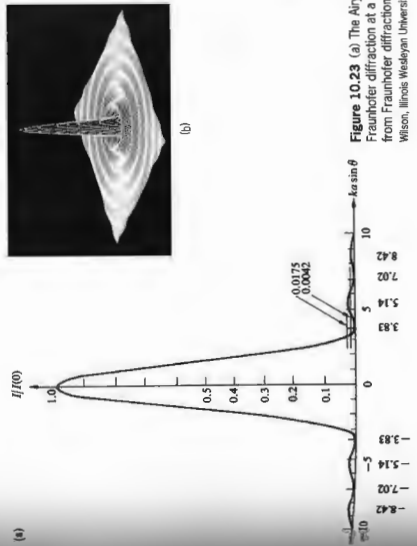 (a)
I/I(0)
1.0
0.5
0.4
0.3
0.2
0.1
0.0175
0.0042
-5
0
5
10
ka sin θ
-8.42
-7.02
-5.14
-3.83
3.83
5.14
7.02
8.42
(b)
Figure 10.23 (a) The Airy
Fraunhofer diffraction at a
from Fraunhofer diffraction
Wilson, Illinois Wesleyan Universi